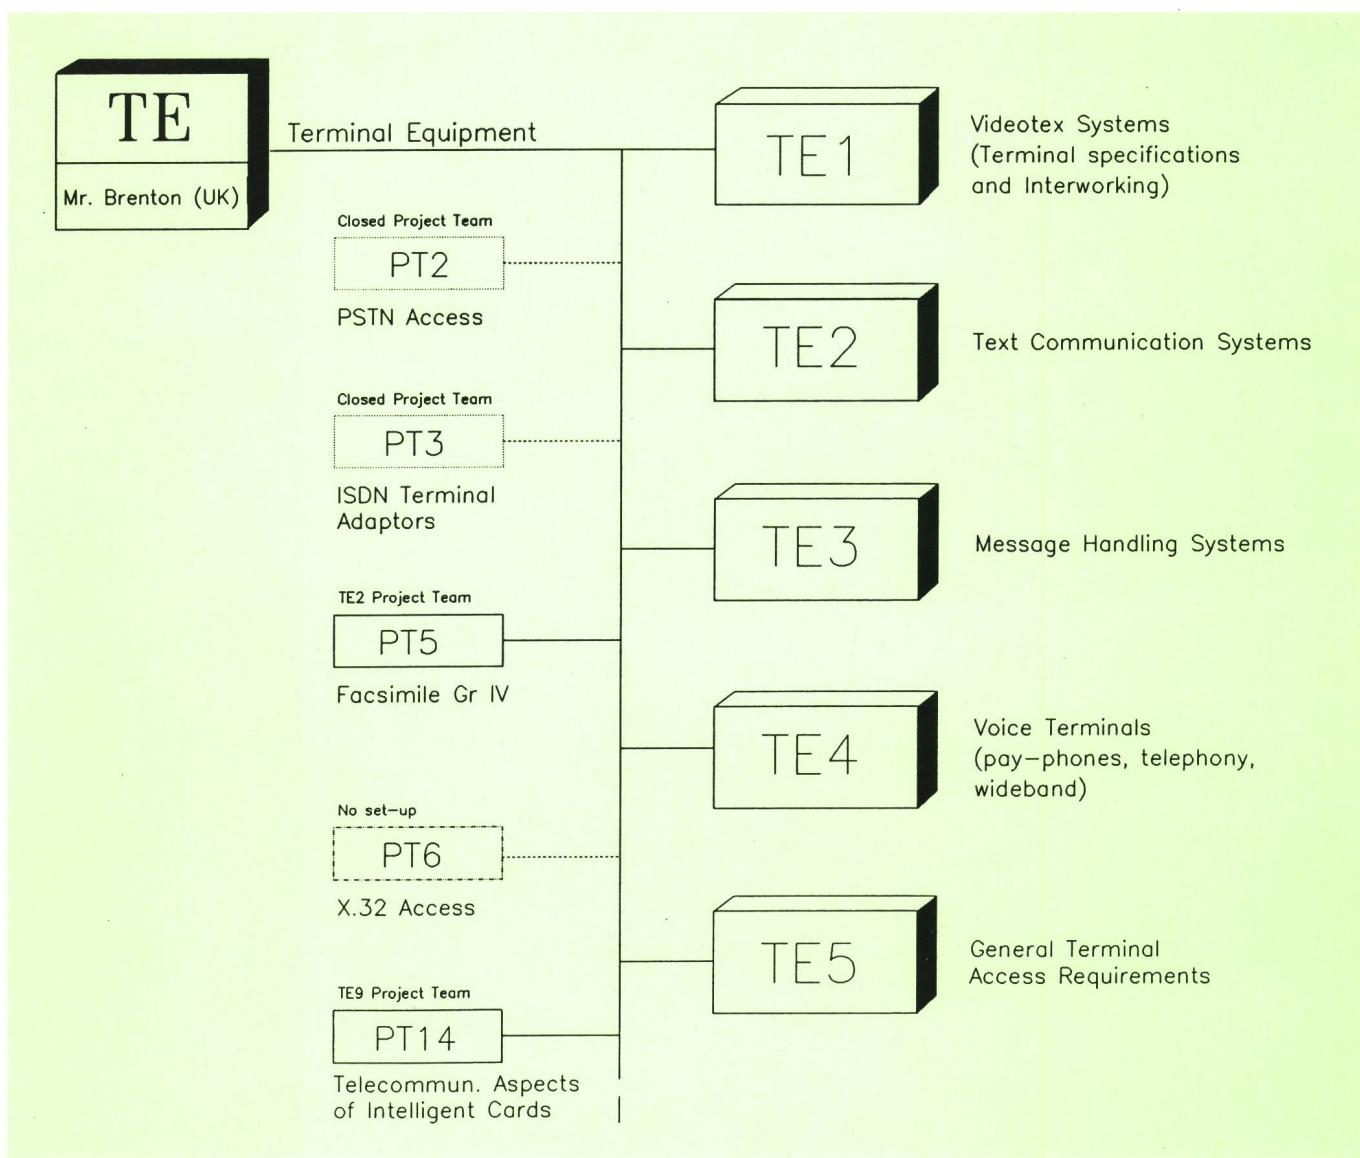 TE
Mr. Brenton (UK)
Terminal Equipment
TE1
Videotex Systems
(Terminal specifications
and Interworking)
Closed Project Team
PT2
PSTN Access
TE2
Text Communication Systems
Closed Project Team
PT3
ISDN Terminal
Adaptors
TE3
Message Handling Systems
TE2 Project Team
PT5
Facsimile Gr IV
TE4
Voice Terminals
(pay-phones, telephony,
wideband)
No set-up
PT6
X.32 Access
TE5
General Terminal
Access Requirements
TE9 Project Team
PT14
Telecommun. Aspects
of Intelligent Cards